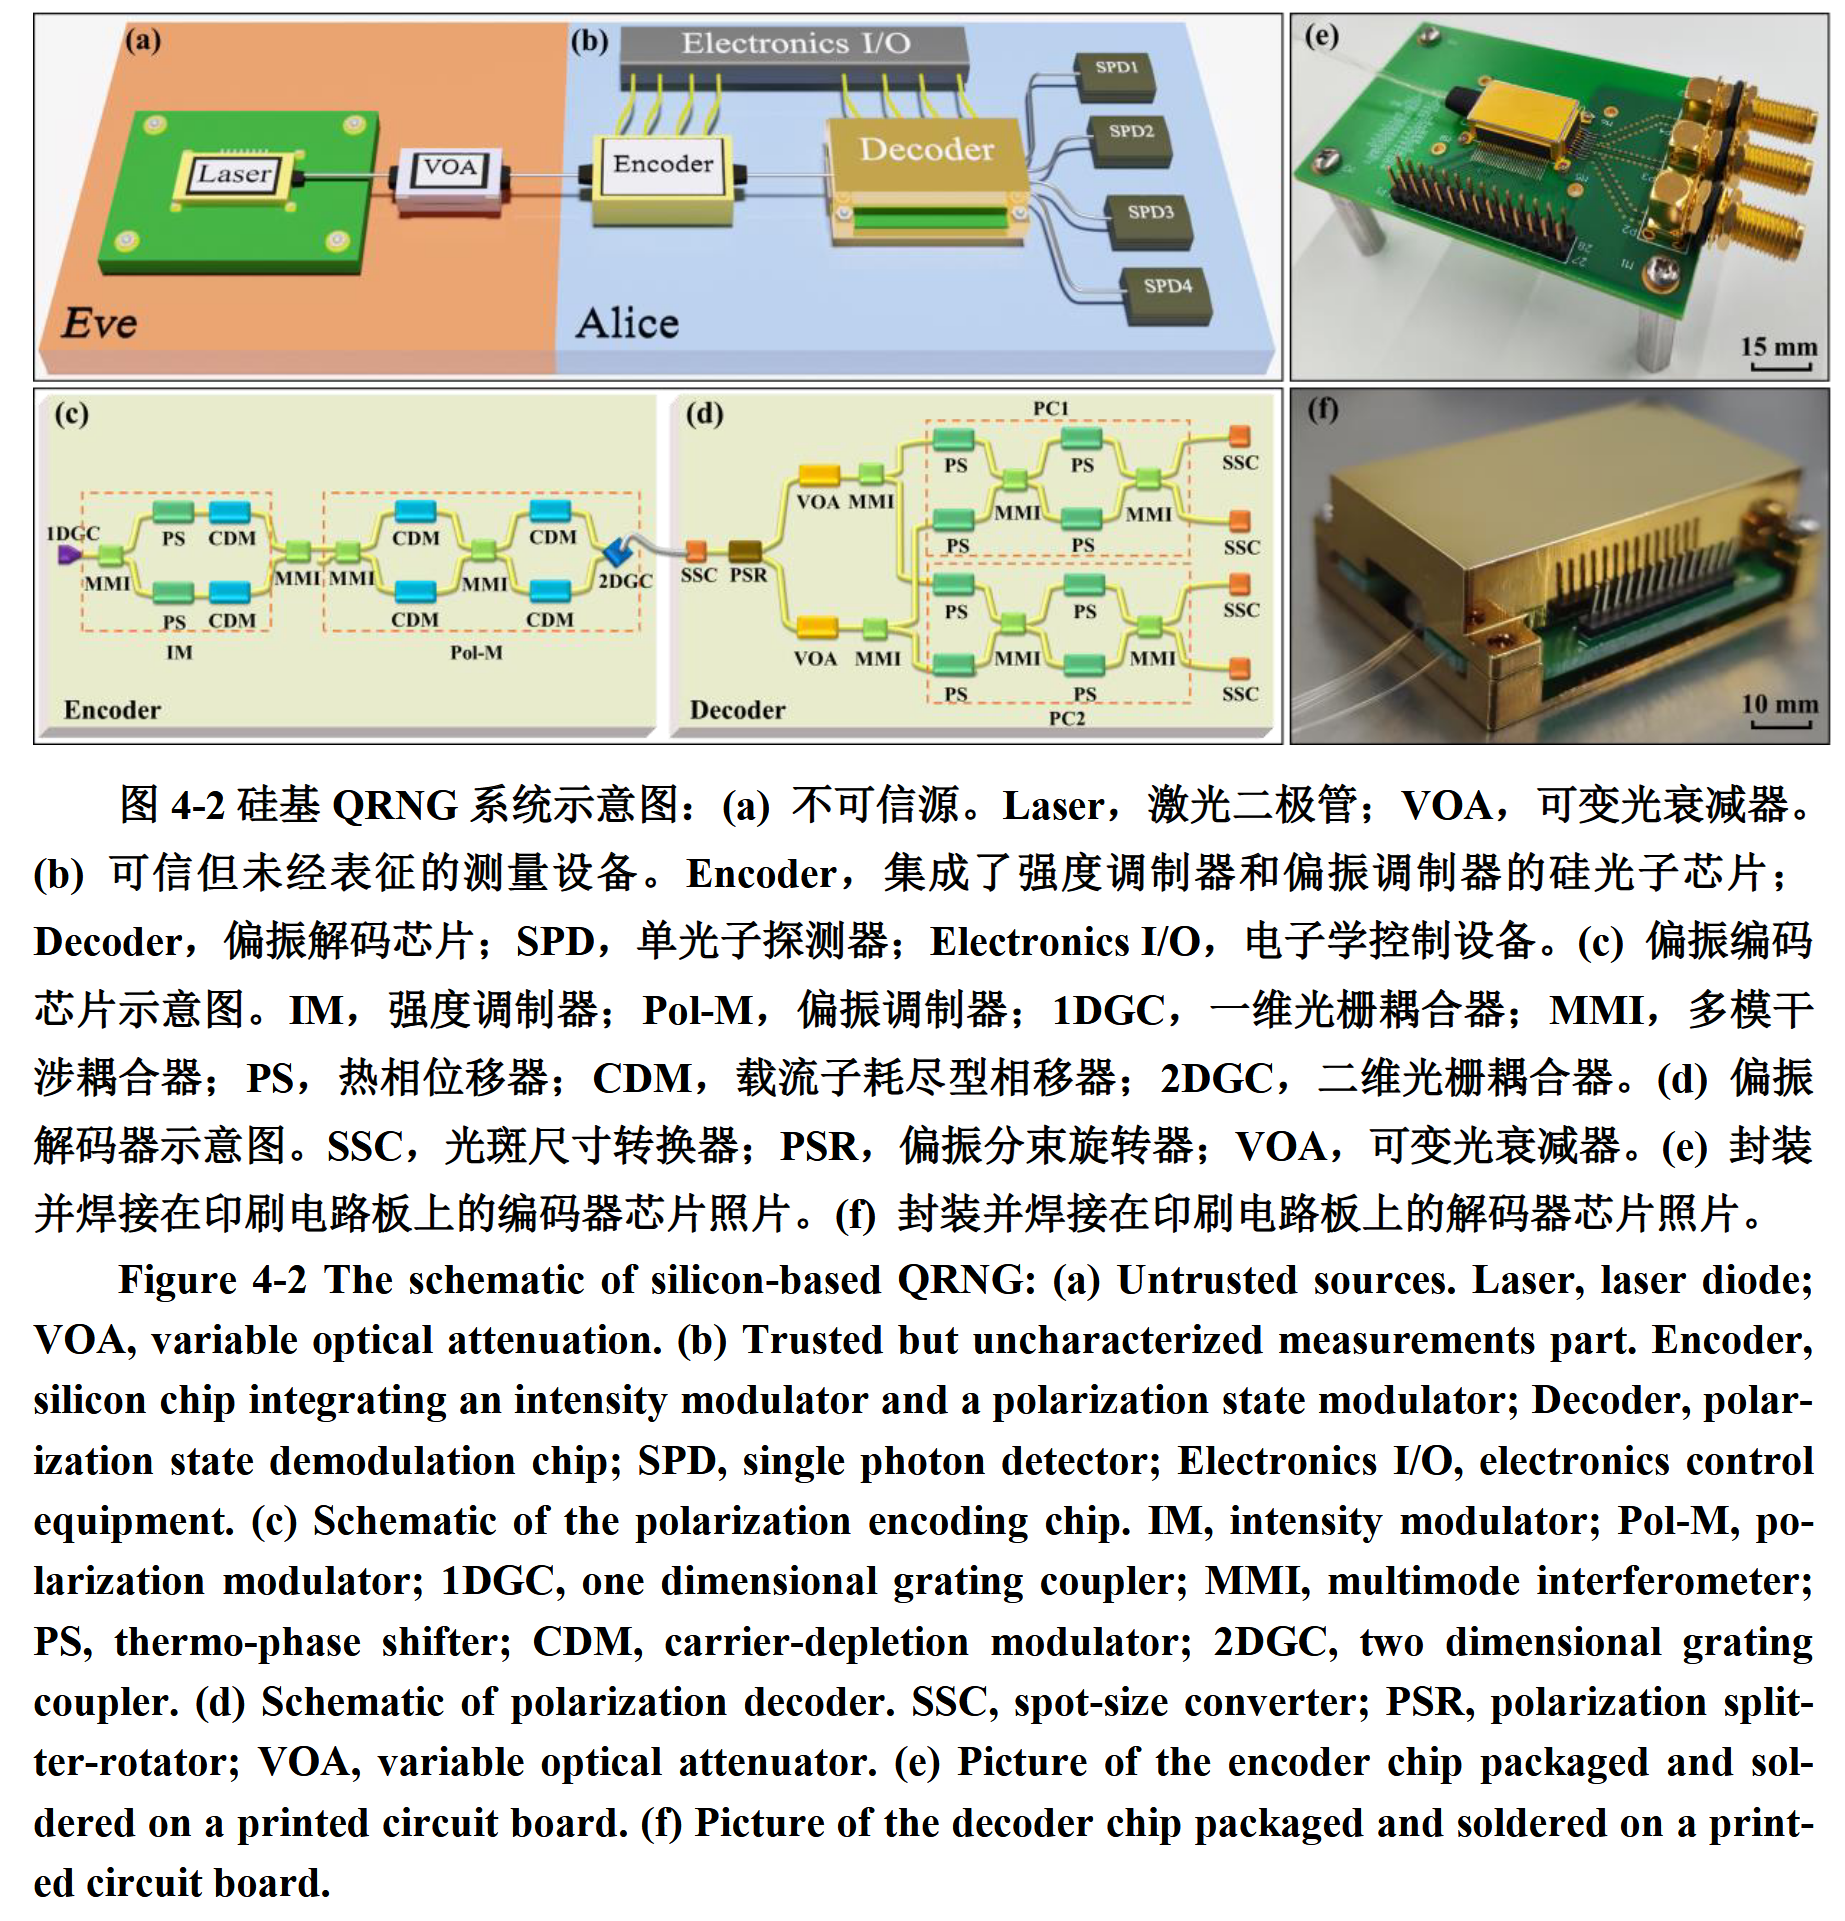 (a)
(b)
Electronics I/O
SPD1
SPD2
SPD3
SPD4
Laser
VOA
Encoder
Decoder
Eve
Alice
(e)
15 mm
(c)
1DGC
MMI
PS
CDM
PS
CDM
IM
MMI
MMI
CDM
CDM
MMI
CDM
CDM
2DGC
Pol-M
Encoder
(d)
SSC
PSR
VOA
MMI
VOA
MMI
PC1
PS
PS
MMI
PS
PS
MMI
SSC
SSC
PS
PS
MMI
PS
PS
MMI
SSC
SSC
PC2
Decoder
(f)
10 mm
图 4-2 硅基 QRNG 系统示意图：(a) 不可信源。Laser，激光二极管；VOA，可变光衰减器。
(b) 可信但未经表征的测量设备。Encoder，集成了强度调制器和偏振调制器的硅光子芯片；
Decoder，偏振解码芯片；SPD，单光子探测器；Electronics I/O，电子学控制设备。(c) 偏振编码
芯片示意图。IM，强度调制器；Pol-M，偏振调制器；1DGC，一维光栅耦合器；MMI，多模干
涉耦合器；PS，热相位移器；CDM，载流子耗尽型相移器；2DGC，二维光栅耦合器。(d) 偏振
解码器示意图。SSC，光斑尺寸转换器；PSR，偏振分束旋转器；VOA，可变光衰减器。(e) 封装
并焊接在印刷电路板上的编码器芯片照片。(f) 封装并焊接在印刷电路板上的解码器芯片照片。
Figure 4-2 The schematic of silicon-based QRNG: (a) Untrusted sources. Laser, laser diode;
VOA, variable optical attenuation. (b) Trusted but uncharacterized measurements part. Encoder,
silicon chip integrating an intensity modulator and a polarization state modulator; Decoder, polar-
ization state demodulation chip; SPD, single photon detector; Electronics I/O, electronics control
equipment. (c) Schematic of the polarization encoding chip. IM, intensity modulator; Pol-M, po-
larization modulator; 1DGC, one dimensional grating coupler; MMI, multimode interferometer;
PS, thermo-phase shifter; CDM, carrier-depletion modulator; 2DGC, two dimensional grating
coupler. (d) Schematic of polarization decoder. SSC, spot-size converter; PSR, polarization split-
ter-rotator; VOA, variable optical attenuator. (e) Picture of the encoder chip packaged and sol-
dered on a printed circuit board. (f) Picture of the decoder chip packaged and soldered on a print-
ed circuit board.